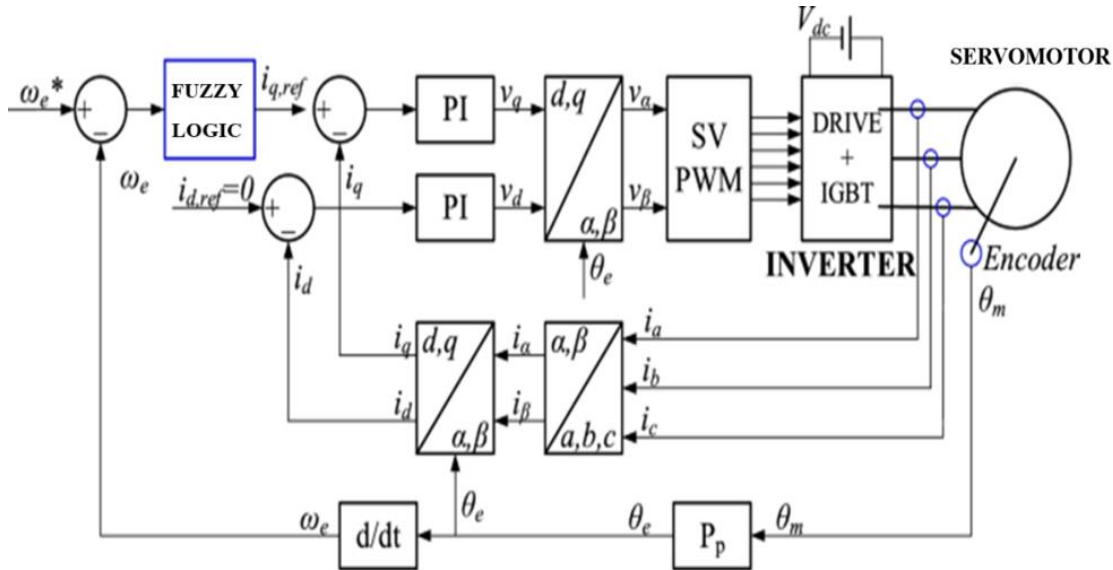 V_dc
SERVOMOTOR
ω_e*
+
−
FUZZY
LOGIC
i_q,ref
+
−
PI
v_q
d,q
α,β
v_α
v_β
SV
PWM
DRIVE
+
IGBT
INVERTER
ω_e
i_d,ref=0
+
−
i_q
PI
v_d
θ_e
Encoder
θ_m
i_d
i_q
d,q
α,β
i_α
α,β
a,b,c
i_a
i_b
i_d
i_β
i_c
θ_e
ω_e
d/dt
θ_e
P_p
θ_m